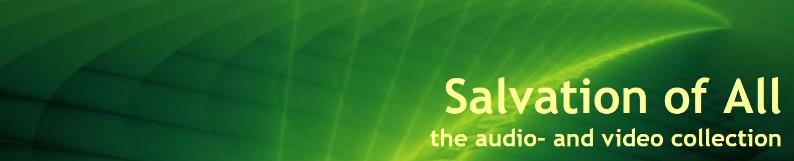 Salvation of All
the audio- and video collection